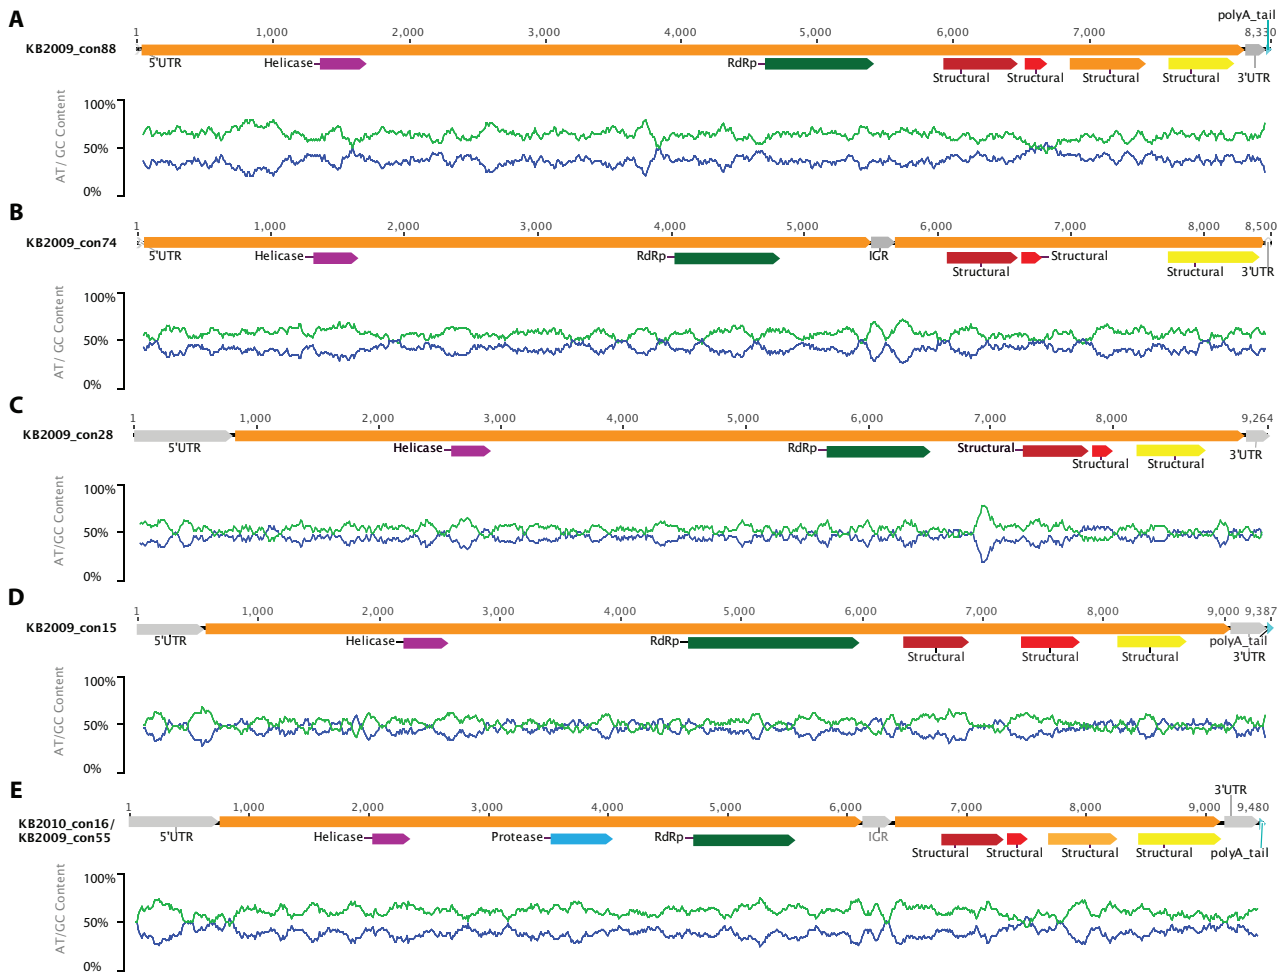 A
polyA_tail
1 1,000 2,000 3,000 4,000 5,000 6,000 7,000 8,330
KB2009_con88
5'UTR Helicase RdRp Structural Structural Structural Structural 3'UTR
AT/ GC Content
100%
50%
0%
B
1 1,000 2,000 3,000 4,000 5,000 6,000 7,000 8,000 8,500
KB2009_con74
5'UTR Helicase RdRp IGR Structural Structural Structural 3'UTR
AT/ GC Content
100%
50%
0%
C
1 1,000 2,000 3,000 4,000 5,000 6,000 7,000 8,000 9,264
KB2009_con28
5'UTR Helicase RdRp Structural Structural Structural 3'UTR
AT/GC Content
100%
50%
0%
D
1 1,000 2,000 3,000 4,000 5,000 6,000 7,000 8,000 9,000 9,387
KB2009_con15
5'UTR Helicase RdRp Structural Structural Structural polyA_tail
3'UTR
AT/GC Content
100%
50%
0%
E
3'UTR
1 1,000 2,000 3,000 4,000 5,000 6,000 7,000 8,000 9,000 9,480
KB2010_con16/
KB2009_con55
5'UTR Helicase Protease RdRp IGR Structural Structural Structural Structural polyA_tail
AT/GC Content
100%
50%
0%